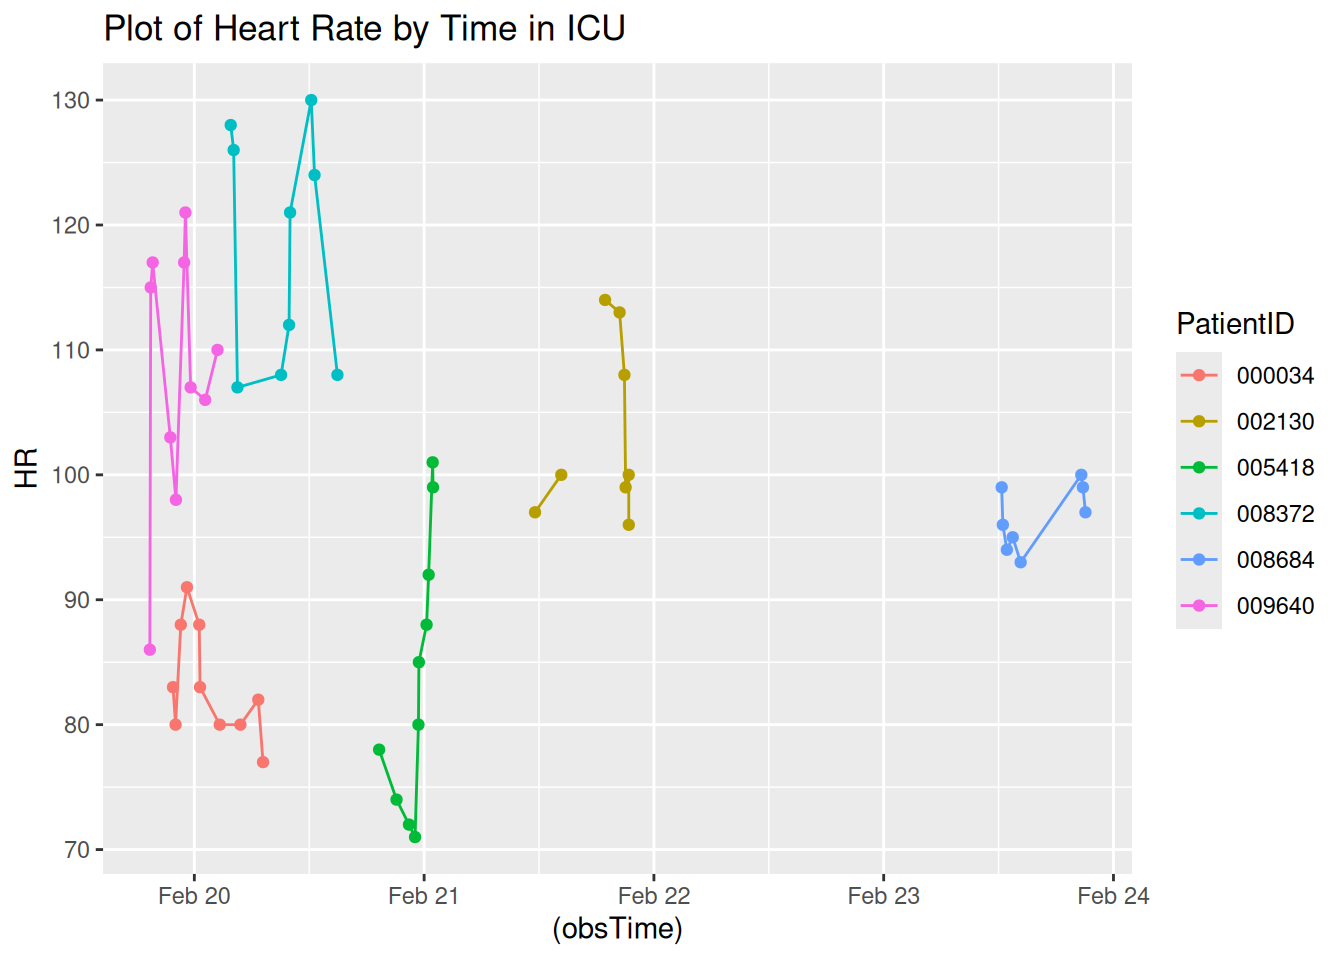 Plot of Heart Rate by Time in ICU
130
120
110
100
90
80
70
HR
Feb 20
Feb 21
Feb 22
Feb 23
Feb 24
(obsTime)
PatientID
000034
002130
005418
008372
008684
009640